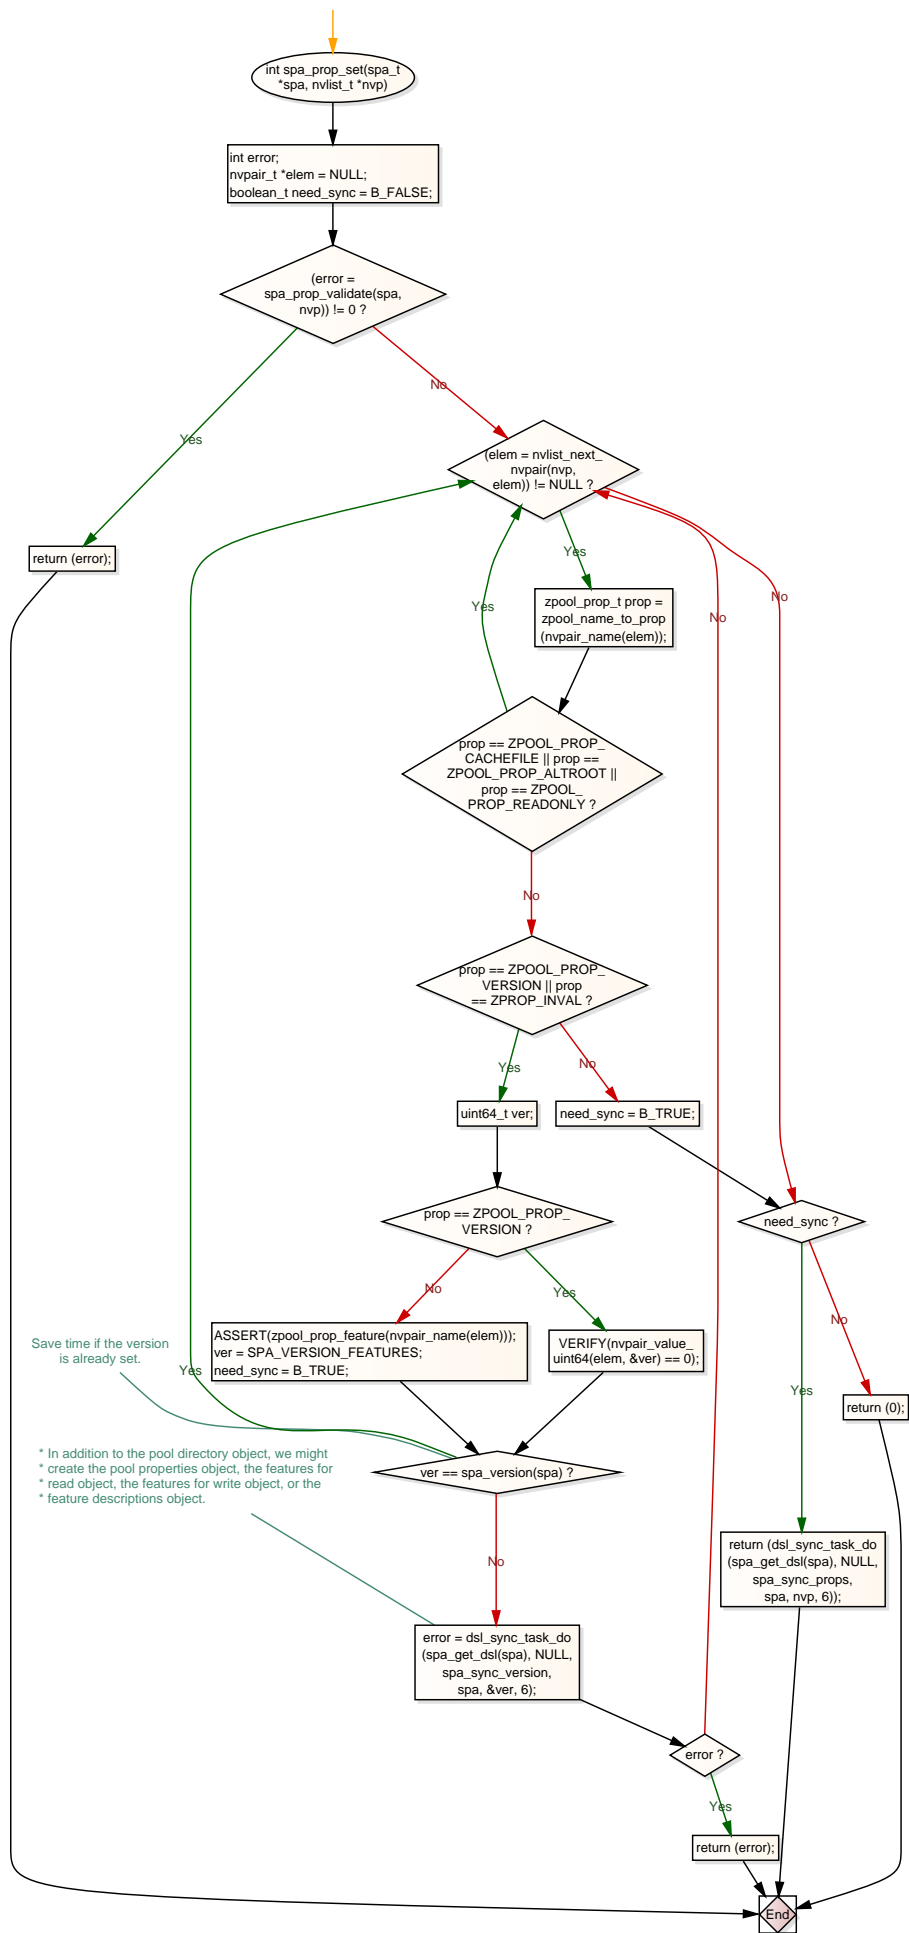 int spa_prop_set(spa_t
*spa, nvlist_t *nvp)
int error;
nvpair_t *elem = NULL;
boolean_t need_sync = B_FALSE;
(error =
spa_prop_validate(spa,
nvp)) != 0 ?
No
Yes
(elem = nvlist_next_
nvpair(nvp,
elem)) != NULL ?
return (error);
Yes
No
zpool_prop_t prop =
zpool_name_to_prop
(nvpair_name(elem));
Yes
No
prop == ZPOOL_PROP_
CACHEFILE || prop ==
ZPOOL_PROP_ALTROOT ||
prop == ZPOOL_
PROP_READONLY ?
No
prop == ZPOOL_PROP_
VERSION || prop
== ZPROP_INVAL ?
Yes
No
uint64_t ver;
need_sync = B_TRUE;
prop == ZPOOL_PROP_
VERSION ?
need_sync ?
No
Yes
No
Save time if the version
is already set.
Yes
ASSERT(zpool_prop_feature(nvpair_name(elem)));
ver = SPA_VERSION_FEATURES;
need_sync = B_TRUE;
VERIFY(nvpair_value_
uint64(elem, &ver) == 0);
Yes
return (0);
* In addition to the pool directory object, we might
* create the pool properties object, the features for
* read object, the features for write object, or the
* feature descriptions object.
ver == spa_version(spa) ?
No
return (dsl_sync_task_do
(spa_get_dsl(spa), NULL,
spa_sync_props,
spa, nvp, 6));
error = dsl_sync_task_do
(spa_get_dsl(spa), NULL,
spa_sync_version,
spa, &ver, 6);
error ?
Yes
return (error);
End